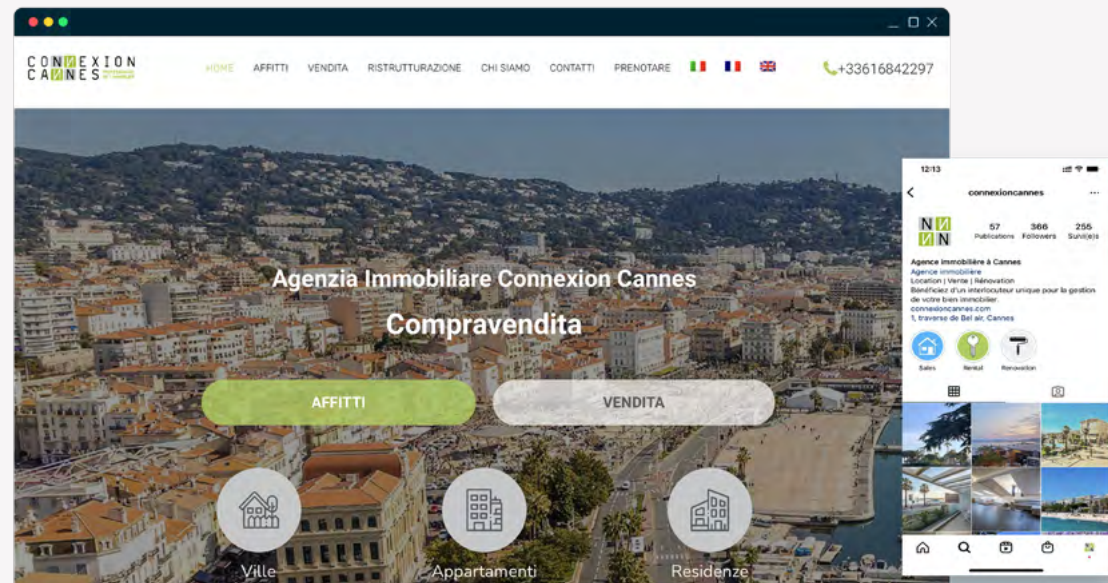 CONNEXION
CANNES
HOME AFFITTI VENDITA RISTRUTTURAZIONE CHI SIAMO CONTATTI PRENOTARE +33616842297
Agenzia Immobiliare Connexion Cannes
Compravendita
AFFITTI VENDITA
Ville Appartamenti Residenze
12:13
connexioncannes
57 366 255
Publications Followers Suivi(e)s
Agence Immobilière à Cannes
Agence immobilière
Location | Vente | Rénovation
Bénéficiez d'un interlocuteur unique pour la gestion
de votre bien immobilier.
connexioncannes.com
1, traverse de Bel air, Cannes
Sales Rental Renovation